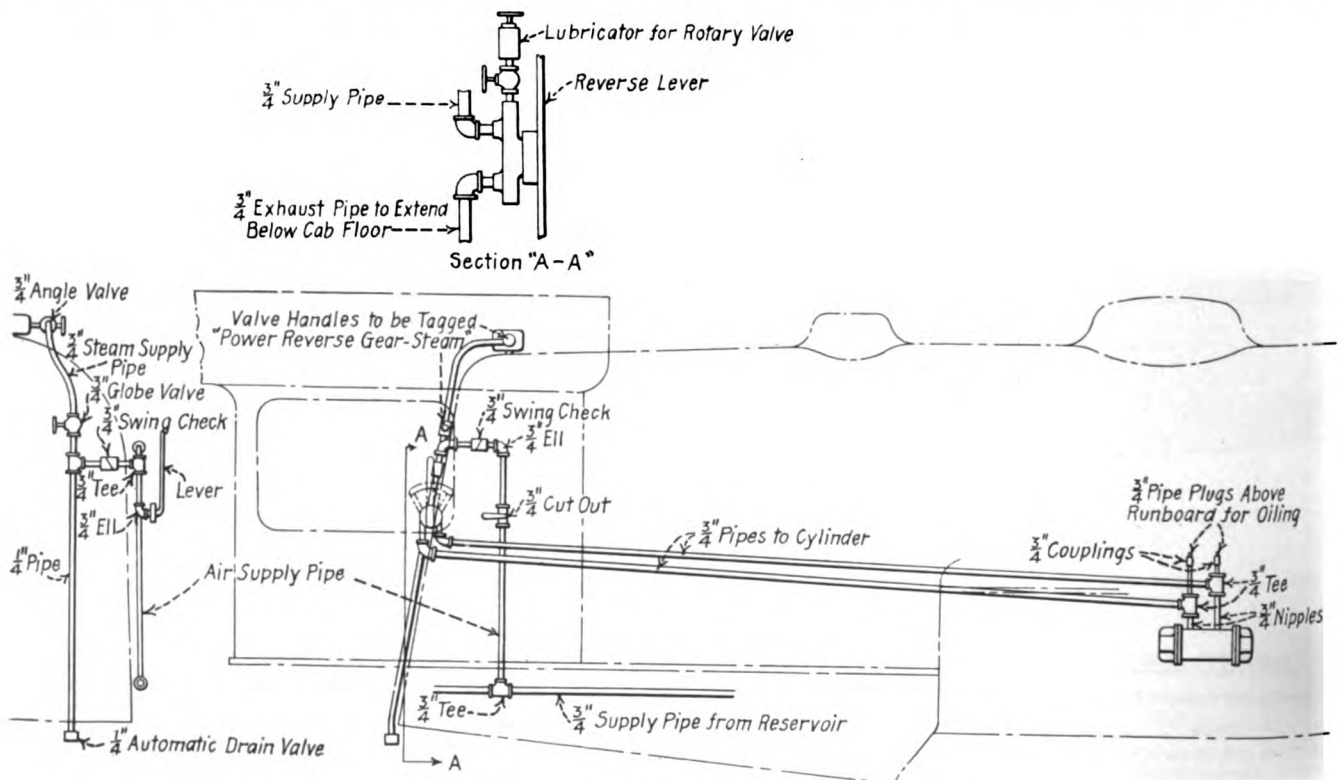 Lubricator for Rotary Valve
Reverse Lever
3/4" Supply Pipe
3/4" Exhaust Pipe to Extend
Below Cab Floor
Section "A-A"
3/4" Angle Valve
3/4" Steam Supply
Pipe
3/4" Globe Valve
3/4" Swing Check
3/4" Tee
Lever
3/4" Ell
1/4" Pipe
Air Supply Pipe
1/4" Automatic Drain Valve
Valve Handles to be Tagged
"Power Reverse Gear-Steam"
A
3/4" Swing Check
3/4" Ell
3/4" Cut Out
3/4" Pipes to Cylinder
3/4" Pipe Plugs Above
Runboard for Oiling
3/4" Couplings
3/4" Tee
3/4" Nipples
3/4" Tee
3/4" Supply Pipe from Reservoir
A